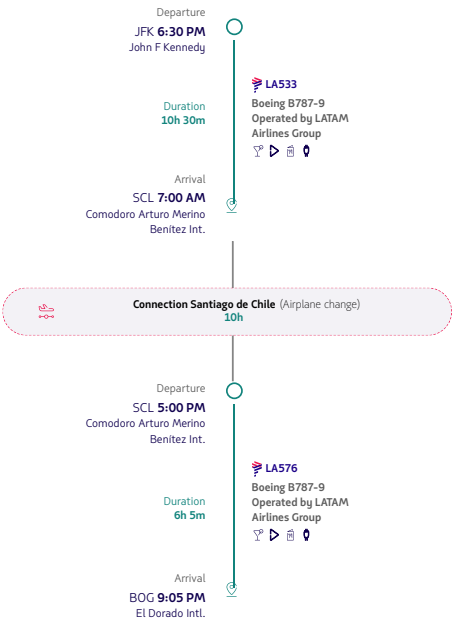 Departure
JFK 6:30 PM
John F Kennedy
LA533
Boeing B787-9
Duration
10h 30m
Operated by LATAM
Airlines Group
Arrival
SCL 7:00 AM
Comodoro Arturo Merino
Benítez Int.
Connection Santiago de Chile (Airplane change)
10h
Departure
SCL 5:00 PM
Comodoro Arturo Merino
Benítez Int.
LA576
Boeing B787-9
Duration
6h 5m
Operated by LATAM
Airlines Group
Arrival
BOG 9:05 PM
El Dorado Intl.